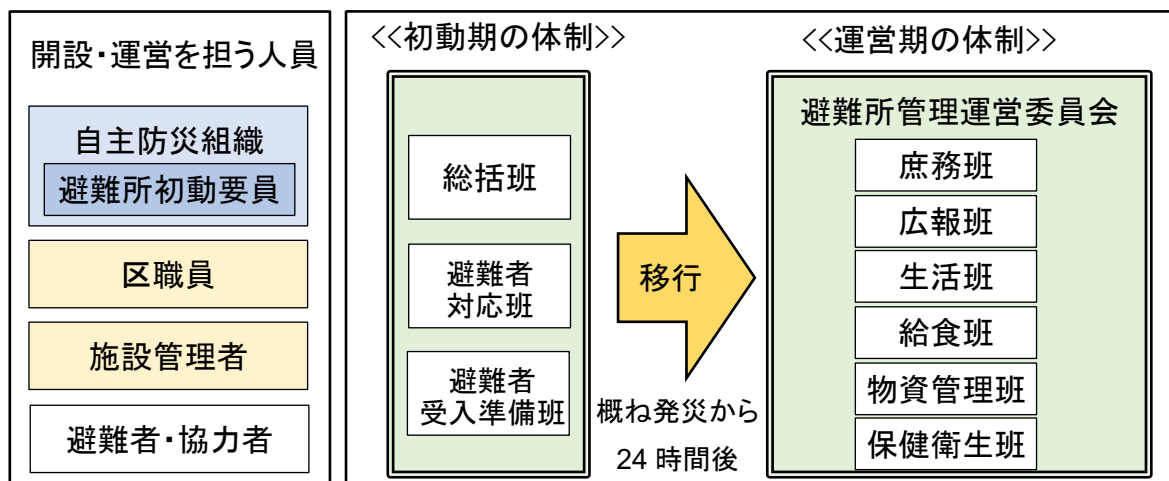 開設・運営を担う人員
自主防災組織
避難所初動要員
区職員
施設管理者
避難者・協力者
<<初動期の体制>>
総括班
避難者
対応班
避難者
受入準備班
移行
概ね発災から
24 時間後
<<運営期の体制>>
避難所管理運営委員会
庶務班
広報班
生活班
給食班
物資管理班
保健衛生班